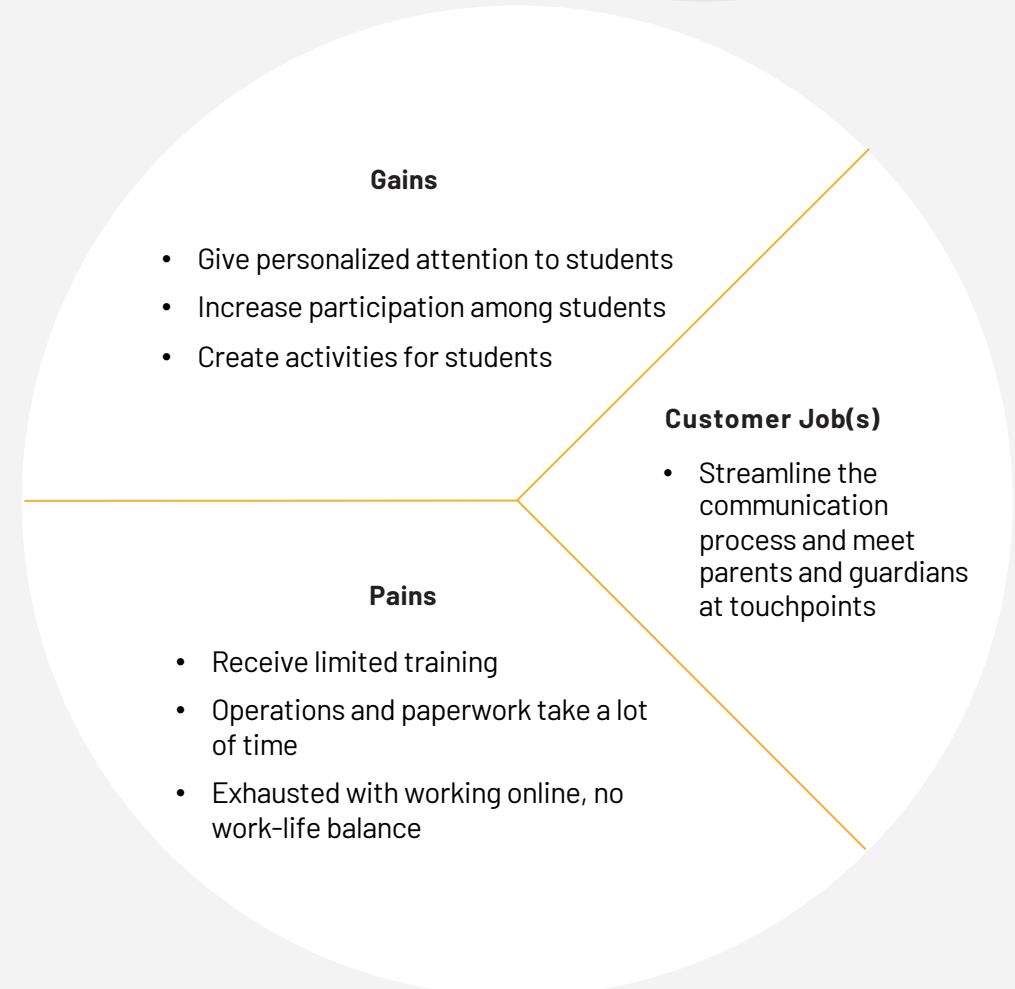 Gains
• Give personalized attention to students
• Increase participation among students
• Create activities for students
Customer Job(s)
• Streamline the
communication
process and meet
parents and guardians
at touchpoints
Pains
• Receive limited training
• Operations and paperwork take a lot
of time
• Exhausted with working online, no
work-life balance